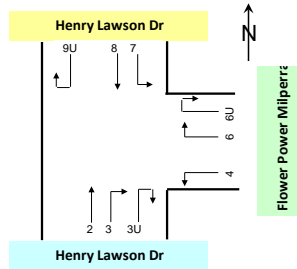 Henry Lawson Dr
N
9U 8 7
6U
6
4
Flower Power Milperra
2 3 3U
Henry Lawson Dr